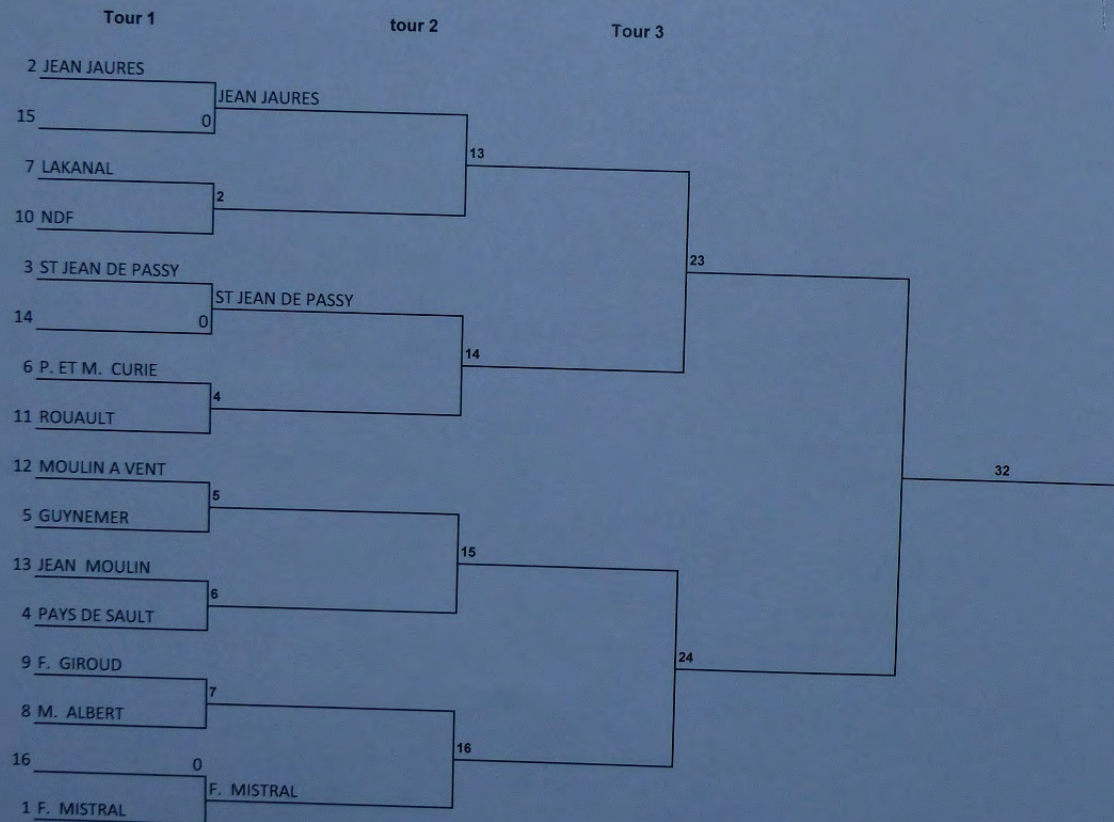 Tour 1 tour 2 Tour 3
2 JEAN JAURES
JEAN JAURES
15 0
13
7 LAKANAL
2
10 NDF
23
3 ST JEAN DE PASSY
ST JEAN DE PASSY
14 0
14
6 P. ET M. CURIE
4
11 ROUAULT
12 MOULIN A VENT
32
5
5 GUYNEMER
15
13 JEAN MOULIN
6
4 PAYS DE SAULT
24
9 F. GIROUD
7
8 M. ALBERT
16
16 0
F. MISTRAL
1 F. MISTRAL